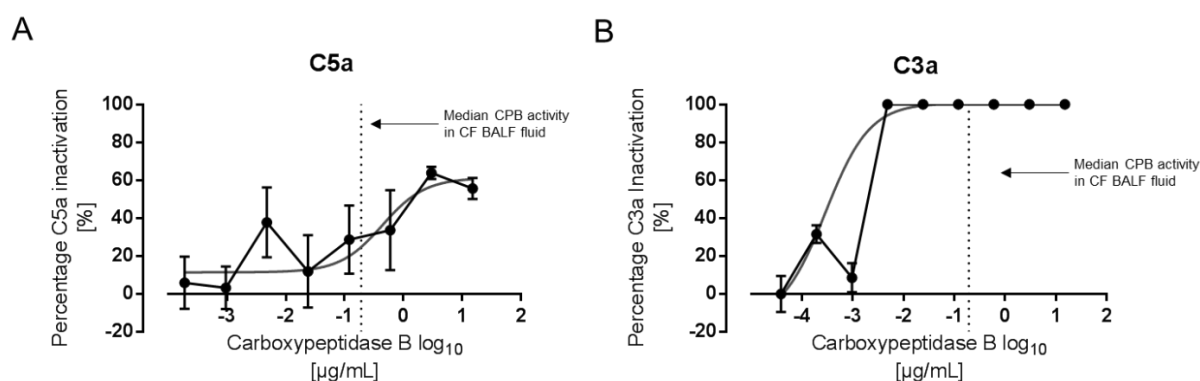 A
C5a
Percentage C5a inactivation
[%]
100
80
60
40
20
0
-20
Median CPB activity
in CF BALF fluid
-3
-2
-1
0
1
2
Carboxypeptidase B log10
[µg/mL]
B
C3a
Percentage C3a Inactivation
[%]
100
80
60
40
20
0
-20
Median CPB activity
in CF BALF fluid
-4
-3
-2
-1
0
1
2
Carboxypeptidase B log10
[µg/mL]